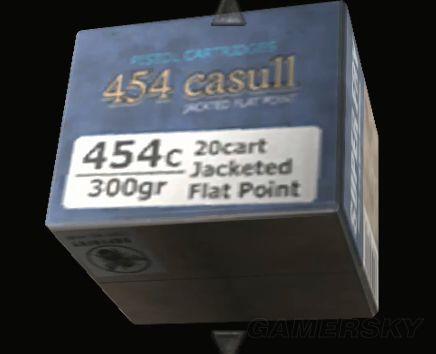 PISTOL CARTRIDGES
454 casull
JACKETED FLAT POINT
454c
300gr
20cart
Jacketed
Flat Point
GAMERSKY